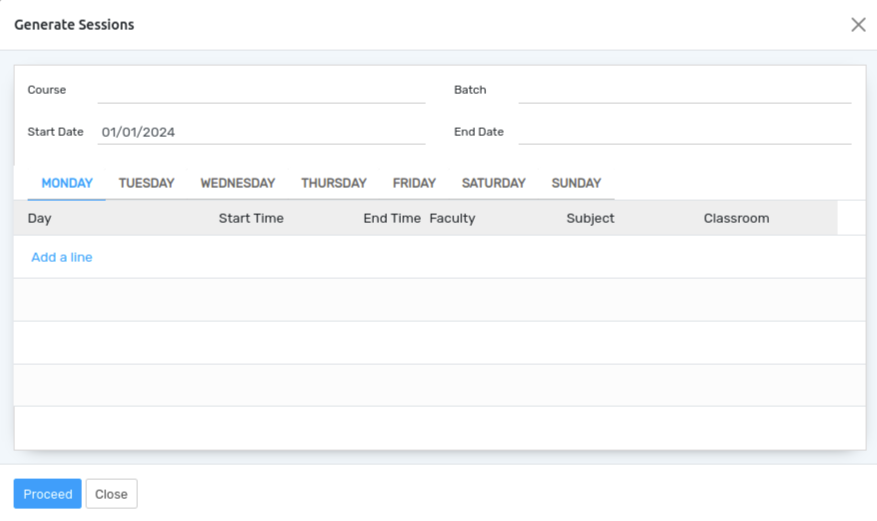 Generate Sessions
Course Batch
Start Date 01/01/2024 End Date
MONDAY TUESDAY WEDNESDAY THURSDAY FRIDAY SATURDAY SUNDAY
Day Start Time End Time Faculty Subject Classroom
Add a line
Proceed Close